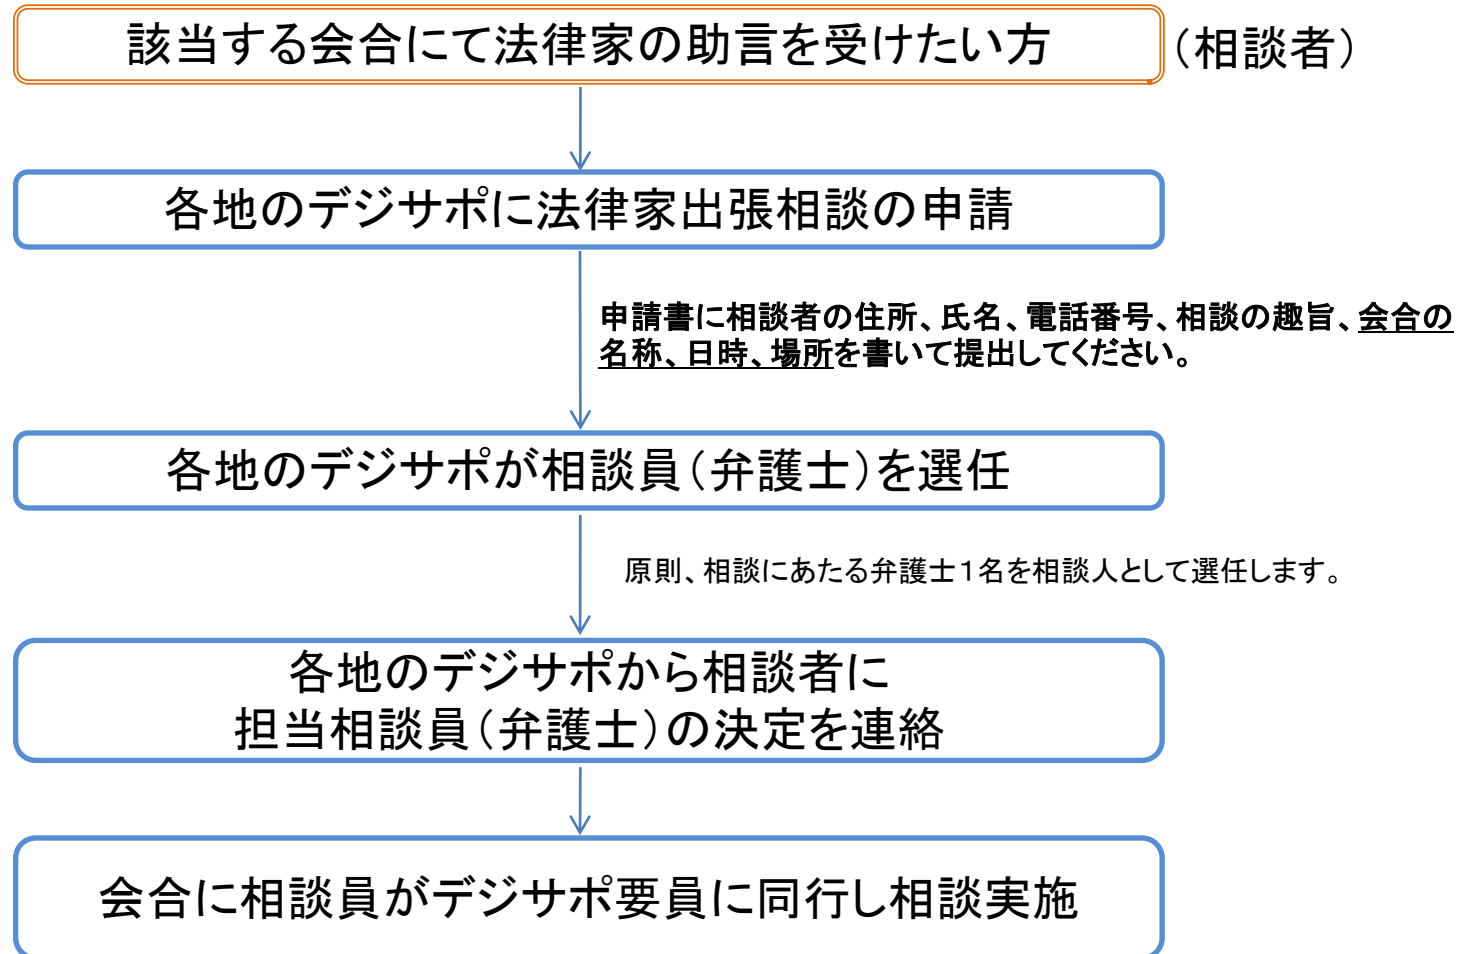 該当する会合にて法律家の助言を受けたい方 （相談者）
各地のデジサポに法律家出張相談の申請
申請書に相談者の住所、氏名、電話番号、相談の趣旨、会合の
名称、日時、場所を書いて提出してください。
各地のデジサポが相談員（弁護士）を選任
原則、相談にあたる弁護士１名を相談人として選任します。
各地のデジサポから相談者に
担当相談員（弁護士）の決定を連絡
会合に相談員がデジサポ要員に同行し相談実施